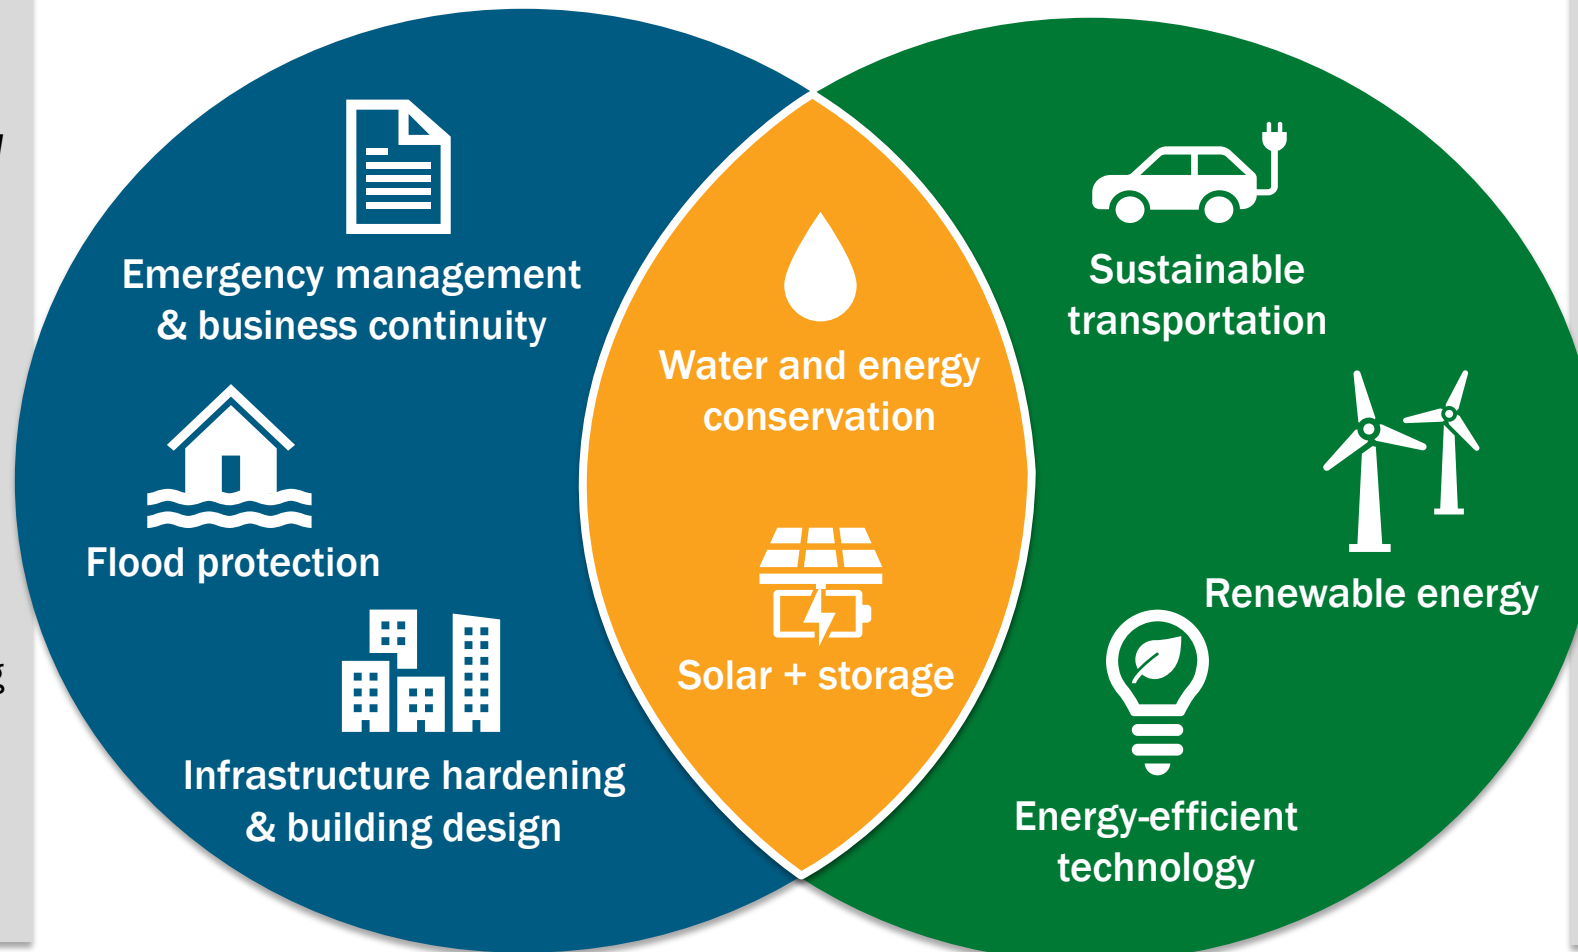 Emergency management
& business continuity
Flood protection
Infrastructure hardening
& building design
Water and energy
conservation
Solar + storage
Sustainable
transportation
Renewable energy
Energy-efficient
technology